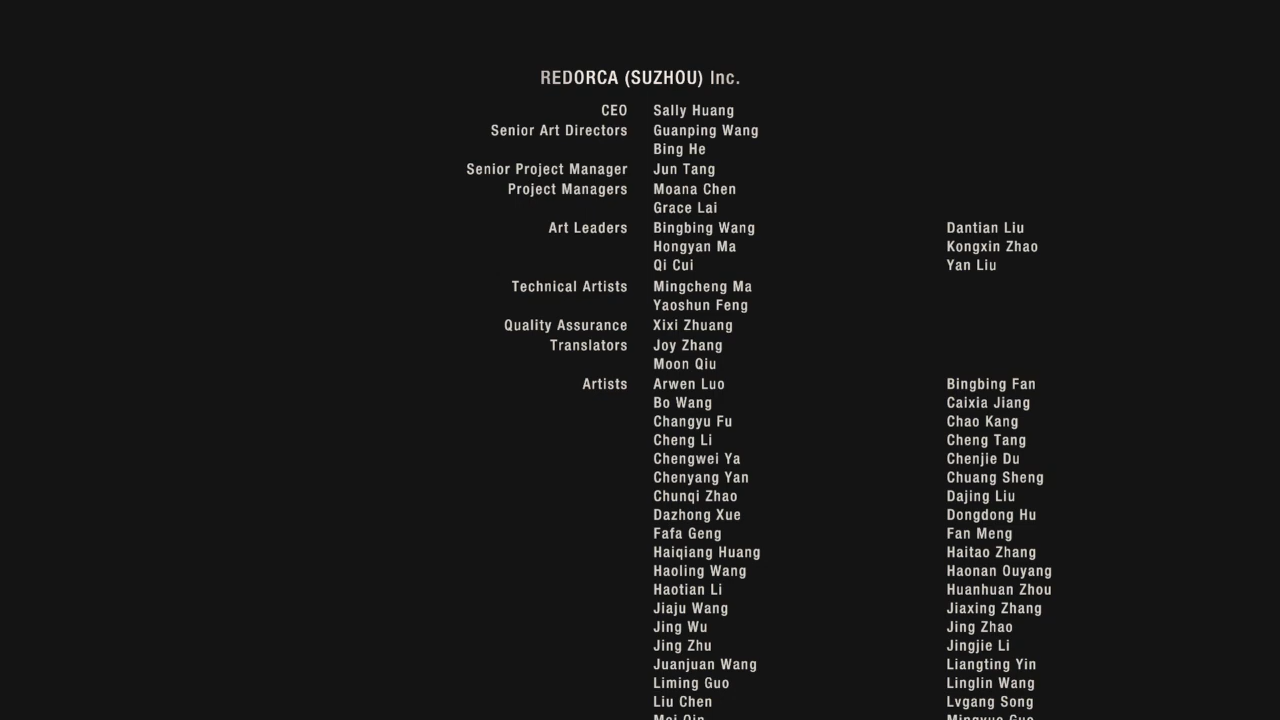 REDORCA (SUZHOU) Inc.
CEO Sally Huang
Senior Art Directors Guanping Wang
Bing He
Senior Project Manager Jun Tang
Project Managers Moana Chen
Grace Lai
Art Leaders Bingbing Wang Dantian Liu
Hongyan Ma Kongxin Zhao
Qi Cui Yan Liu
Technical Artists Mingcheng Ma
Yaoshun Feng
Quality Assurance Xixi Zhuang
Translators Joy Zhang
Moon Qiu
Artists Arwen Luo Bingbing Fan
Bo Wang Caixia Jiang
Changyu Fu Chao Kang
Cheng Li Cheng Tang
Chengwei Ya Chenjie Du
Chenyang Yan Chuang Sheng
Chunqi Zhao Dajing Liu
Dazhong Xue Dongdong Hu
Fafa Geng Fan Meng
Haiqiang Huang Haitao Zhang
Haoling Wang Haonan Ouyang
Haotian Li Huanhuan Zhou
Jiaju Wang Jiaxing Zhang
Jing Wu Jing Zhao
Jing Zhu Jingjie Li
Juanjuan Wang Liangting Yin
Liming Guo Linglin Wang
Liu Chen Lvgang Song